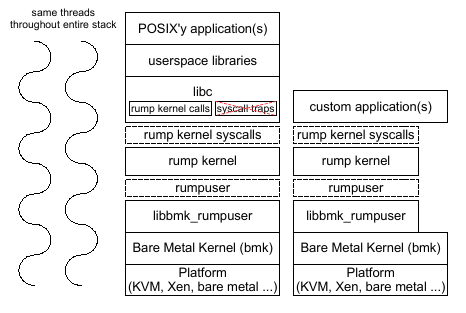 same threads
throughout entire stack
POSIX'y application(s)
userspace libraries
libc
rump kernel calls
syscall traps
rump kernel syscalls
rump kernel
rumpuser
libbmk_rumpuser
Bare Metal Kernel (bmk)
Platform
(KVM, Xen, bare metal ...)
custom application(s)
rump kernel syscalls
rump kernel
rumpuser
libbmk_rumpuser
Bare Metal Kernel (bmk)
Platform
(KVM, Xen, bare metal ...)